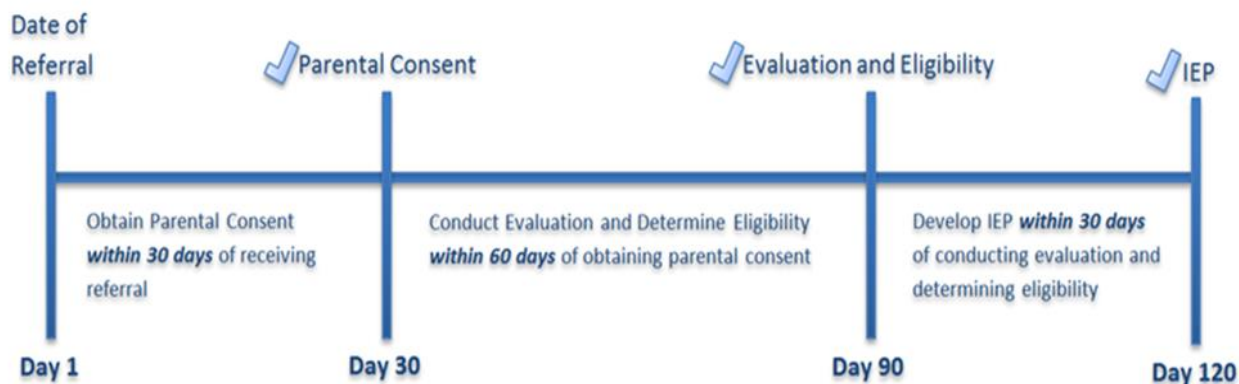 Date of
Referral
Parental Consent
Evaluation and Eligibility
IEP
Obtain Parental Consent
within 30 days of receiving
referral
Conduct Evaluation and Determine Eligibility
within 60 days of obtaining parental consent
Develop IEP within 30 days
of conducting evaluation and
determining eligibility
Day 1
Day 30
Day 90
Day 120